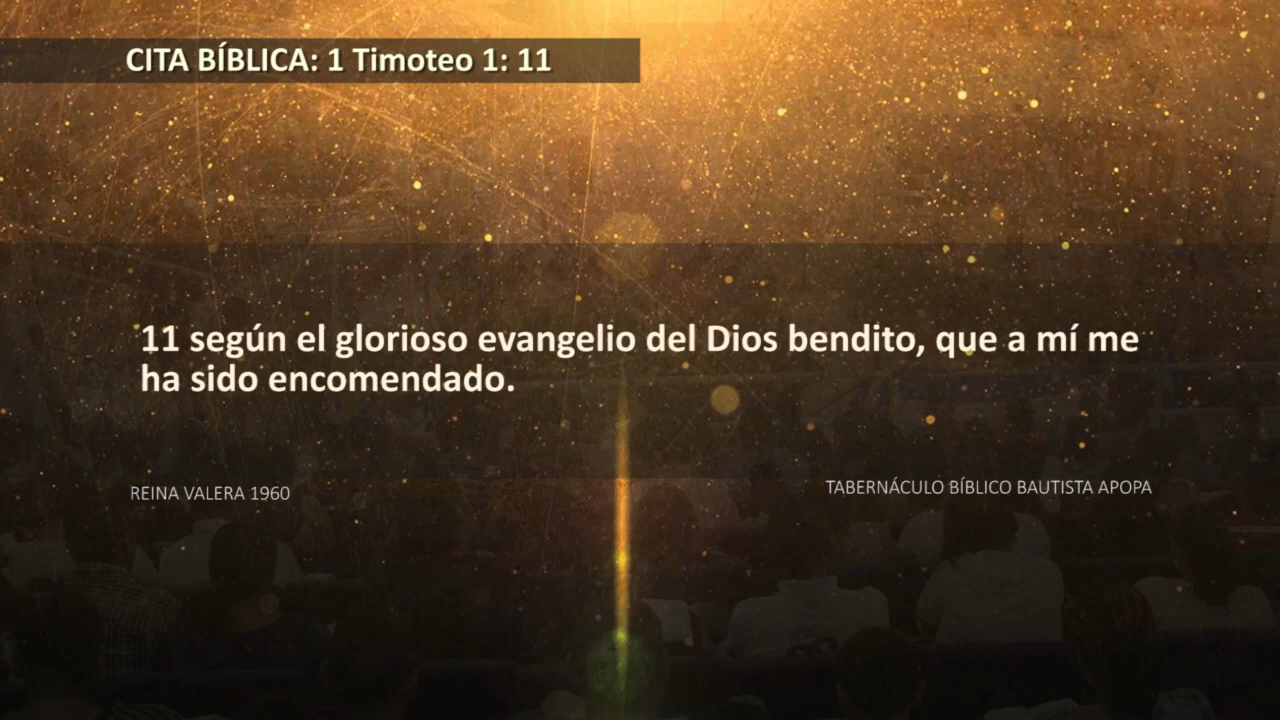 CITA BÍBLICA: 1 Timoteo 1: 11
11 según el glorioso evangelio del Dios bendito, que a mí me
ha sido encomendado.
REINA VALERA 1960
TABERNÁCULO BÍBLICO BAUTISTA APOPA